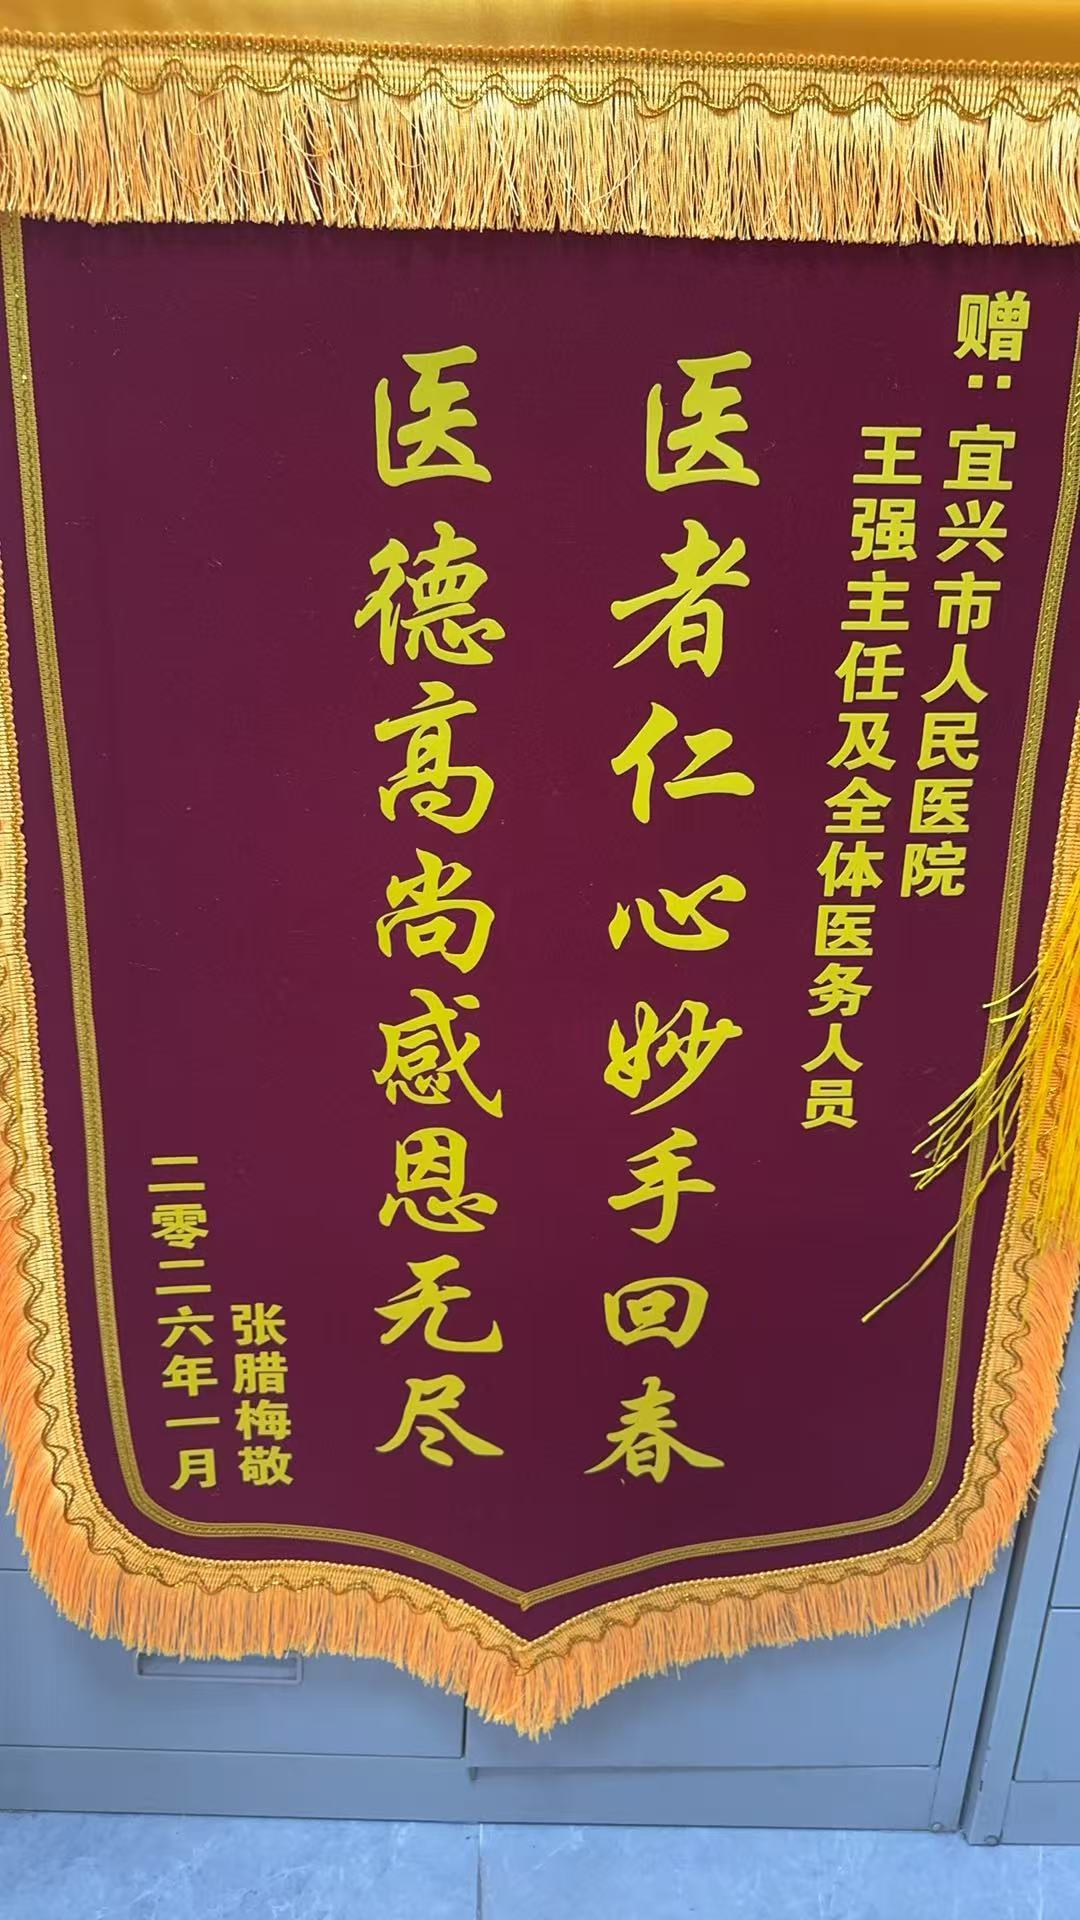 赠：宜兴市人民医院
王强主任及全体医务人员
医者仁心妙手回春
医德高尚感恩无尽
张腊梅敬
二零二六年一月